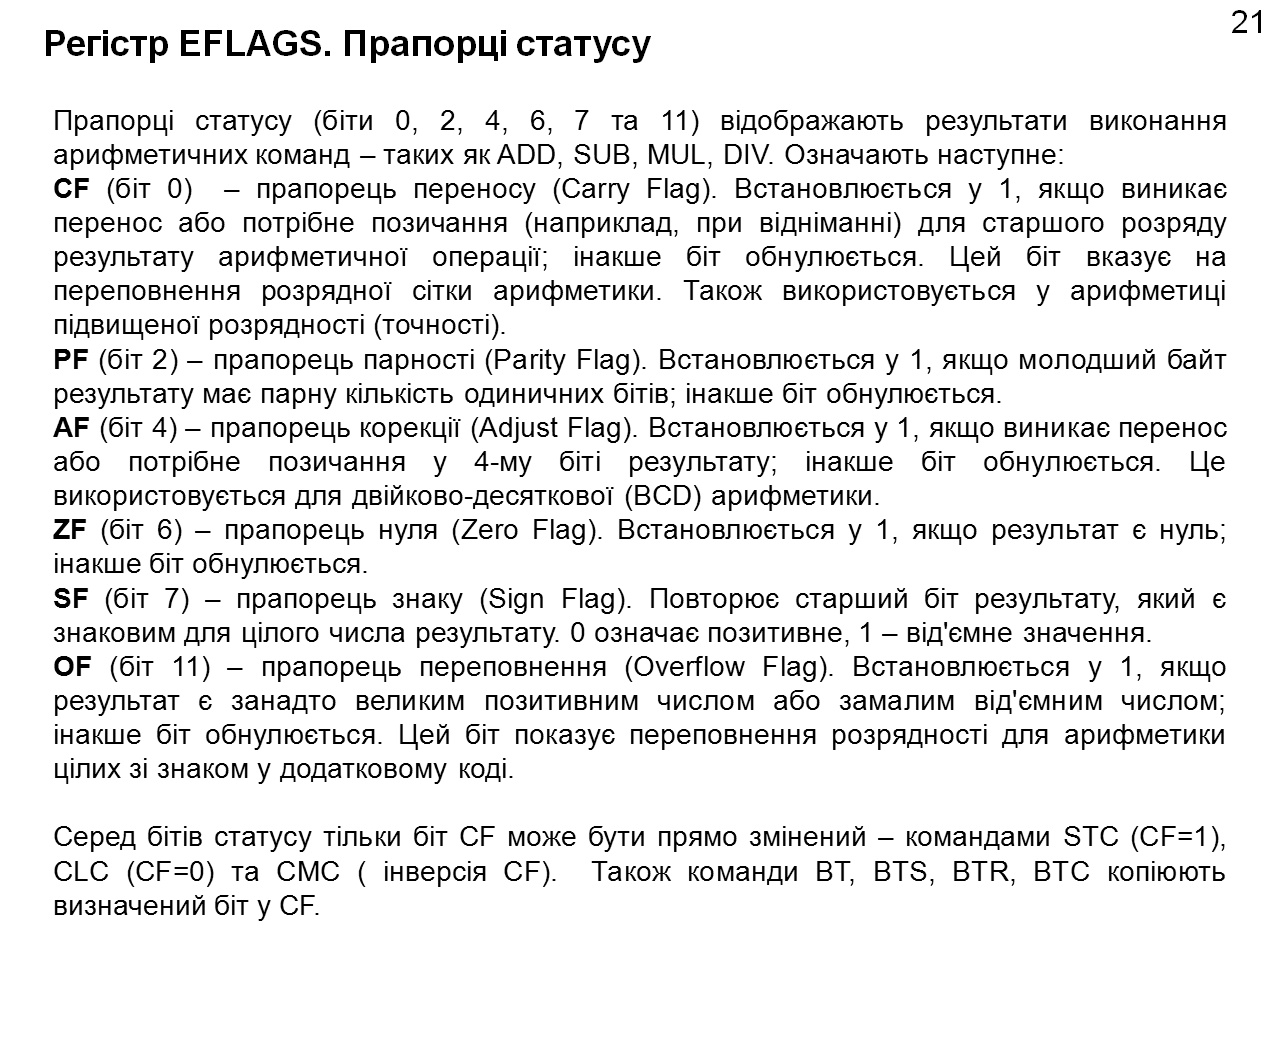 21
Регістр EFLAGS. Прапорці статусу
Прапорці статусу (біти 0, 2, 4, 6, 7 та 11) відображають результати виконання
арифметичних команд – таких як ADD, SUB, MUL, DIV. Означають наступне:
CF (біт 0) – прапорець переносу (Carry Flag). Встановлюється у 1, якщо виникає
перенос або потрібне позичання (наприклад, при відніманні) для старшого розряду
результату арифметичної операції; інакше біт обнулюється. Цей біт вказує на
переповнення розрядної сітки арифметики. Також використовується у арифметиці
підвищеної розрядності (точності).
PF (біт 2) – прапорець парності (Parity Flag). Встановлюється у 1, якщо молодший байт
результату має парну кількість одиничних бітів; інакше біт обнулюється.
AF (біт 4) – прапорець корекції (Adjust Flag). Встановлюється у 1, якщо виникає перенос
або потрібне позичання у 4-му біті результату; інакше біт обнулюється. Це
використовується для двійково-десяткової (BCD) арифметики.
ZF (біт 6) – прапорець нуля (Zero Flag). Встановлюється у 1, якщо результат є нуль;
інакше біт обнулюється.
SF (біт 7) – прапорець знаку (Sign Flag). Повторює старший біт результату, який є
знаковим для цілого числа результату. 0 означає позитивне, 1 – від'ємне значення.
OF (біт 11) – прапорець переповнення (Overflow Flag). Встановлюється у 1, якщо
результат є занадто великим позитивним числом або замалим від'ємним числом;
інакше біт обнулюється. Цей біт показує переповнення розрядності для арифметики
цілих зі знаком у додатковому коді.
Серед бітів статусу тільки біт CF може бути прямо змінений – командами STC (CF=1),
CLC (CF=0) та CMC ( інверсія CF). Також команди BT, BTS, BTR, BTC копіюють
визначений біт у CF.